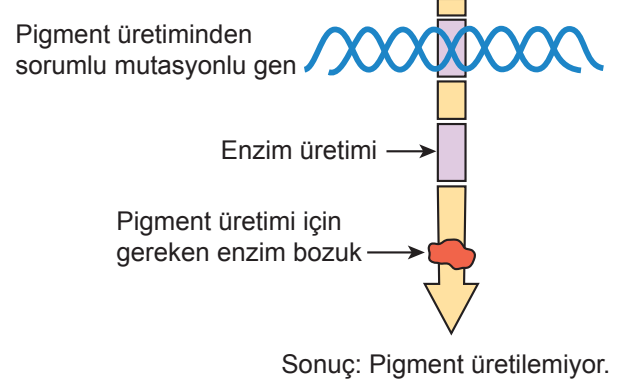 Pigment üretiminden
sorumlu mutasyonlu gen
Enzim üretimi
Pigment üretimi için
gereken enzim bozuk
Sonuç: Pigment üretilemiyor.